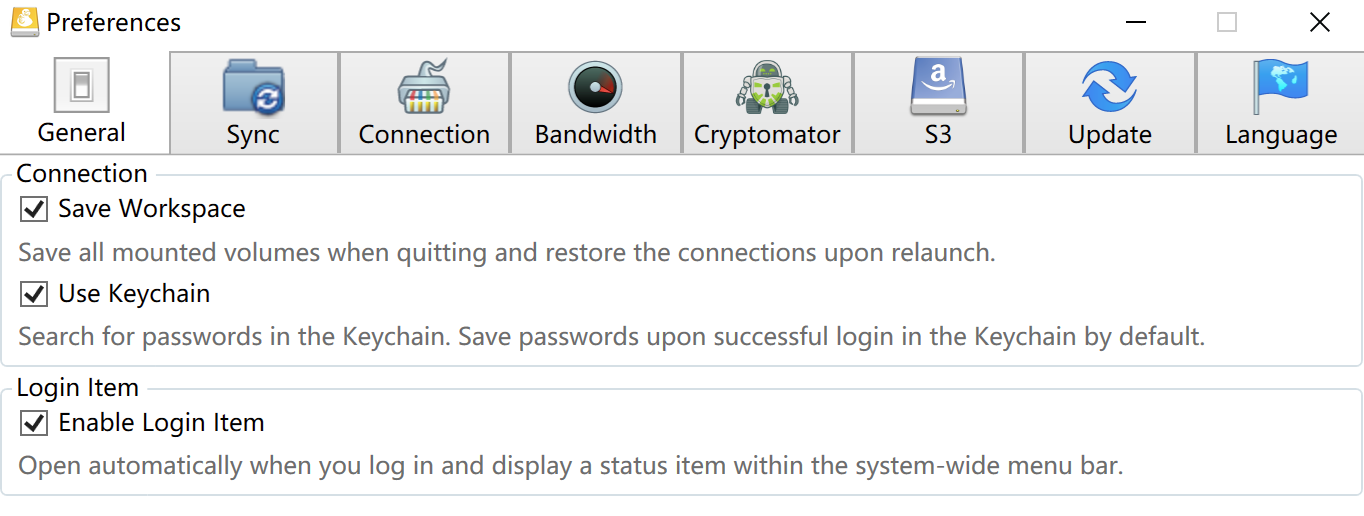 Preferences
General
Sync
Connection
Bandwidth
Cryptomator
S3
Update
Language
Connection
Save Workspace
Save all mounted volumes when quitting and restore the connections upon relaunch.
Use Keychain
Search for passwords in the Keychain. Save passwords upon successful login in the Keychain by default.
Login Item
Enable Login Item
Open automatically when you log in and display a status item within the system-wide menu bar.